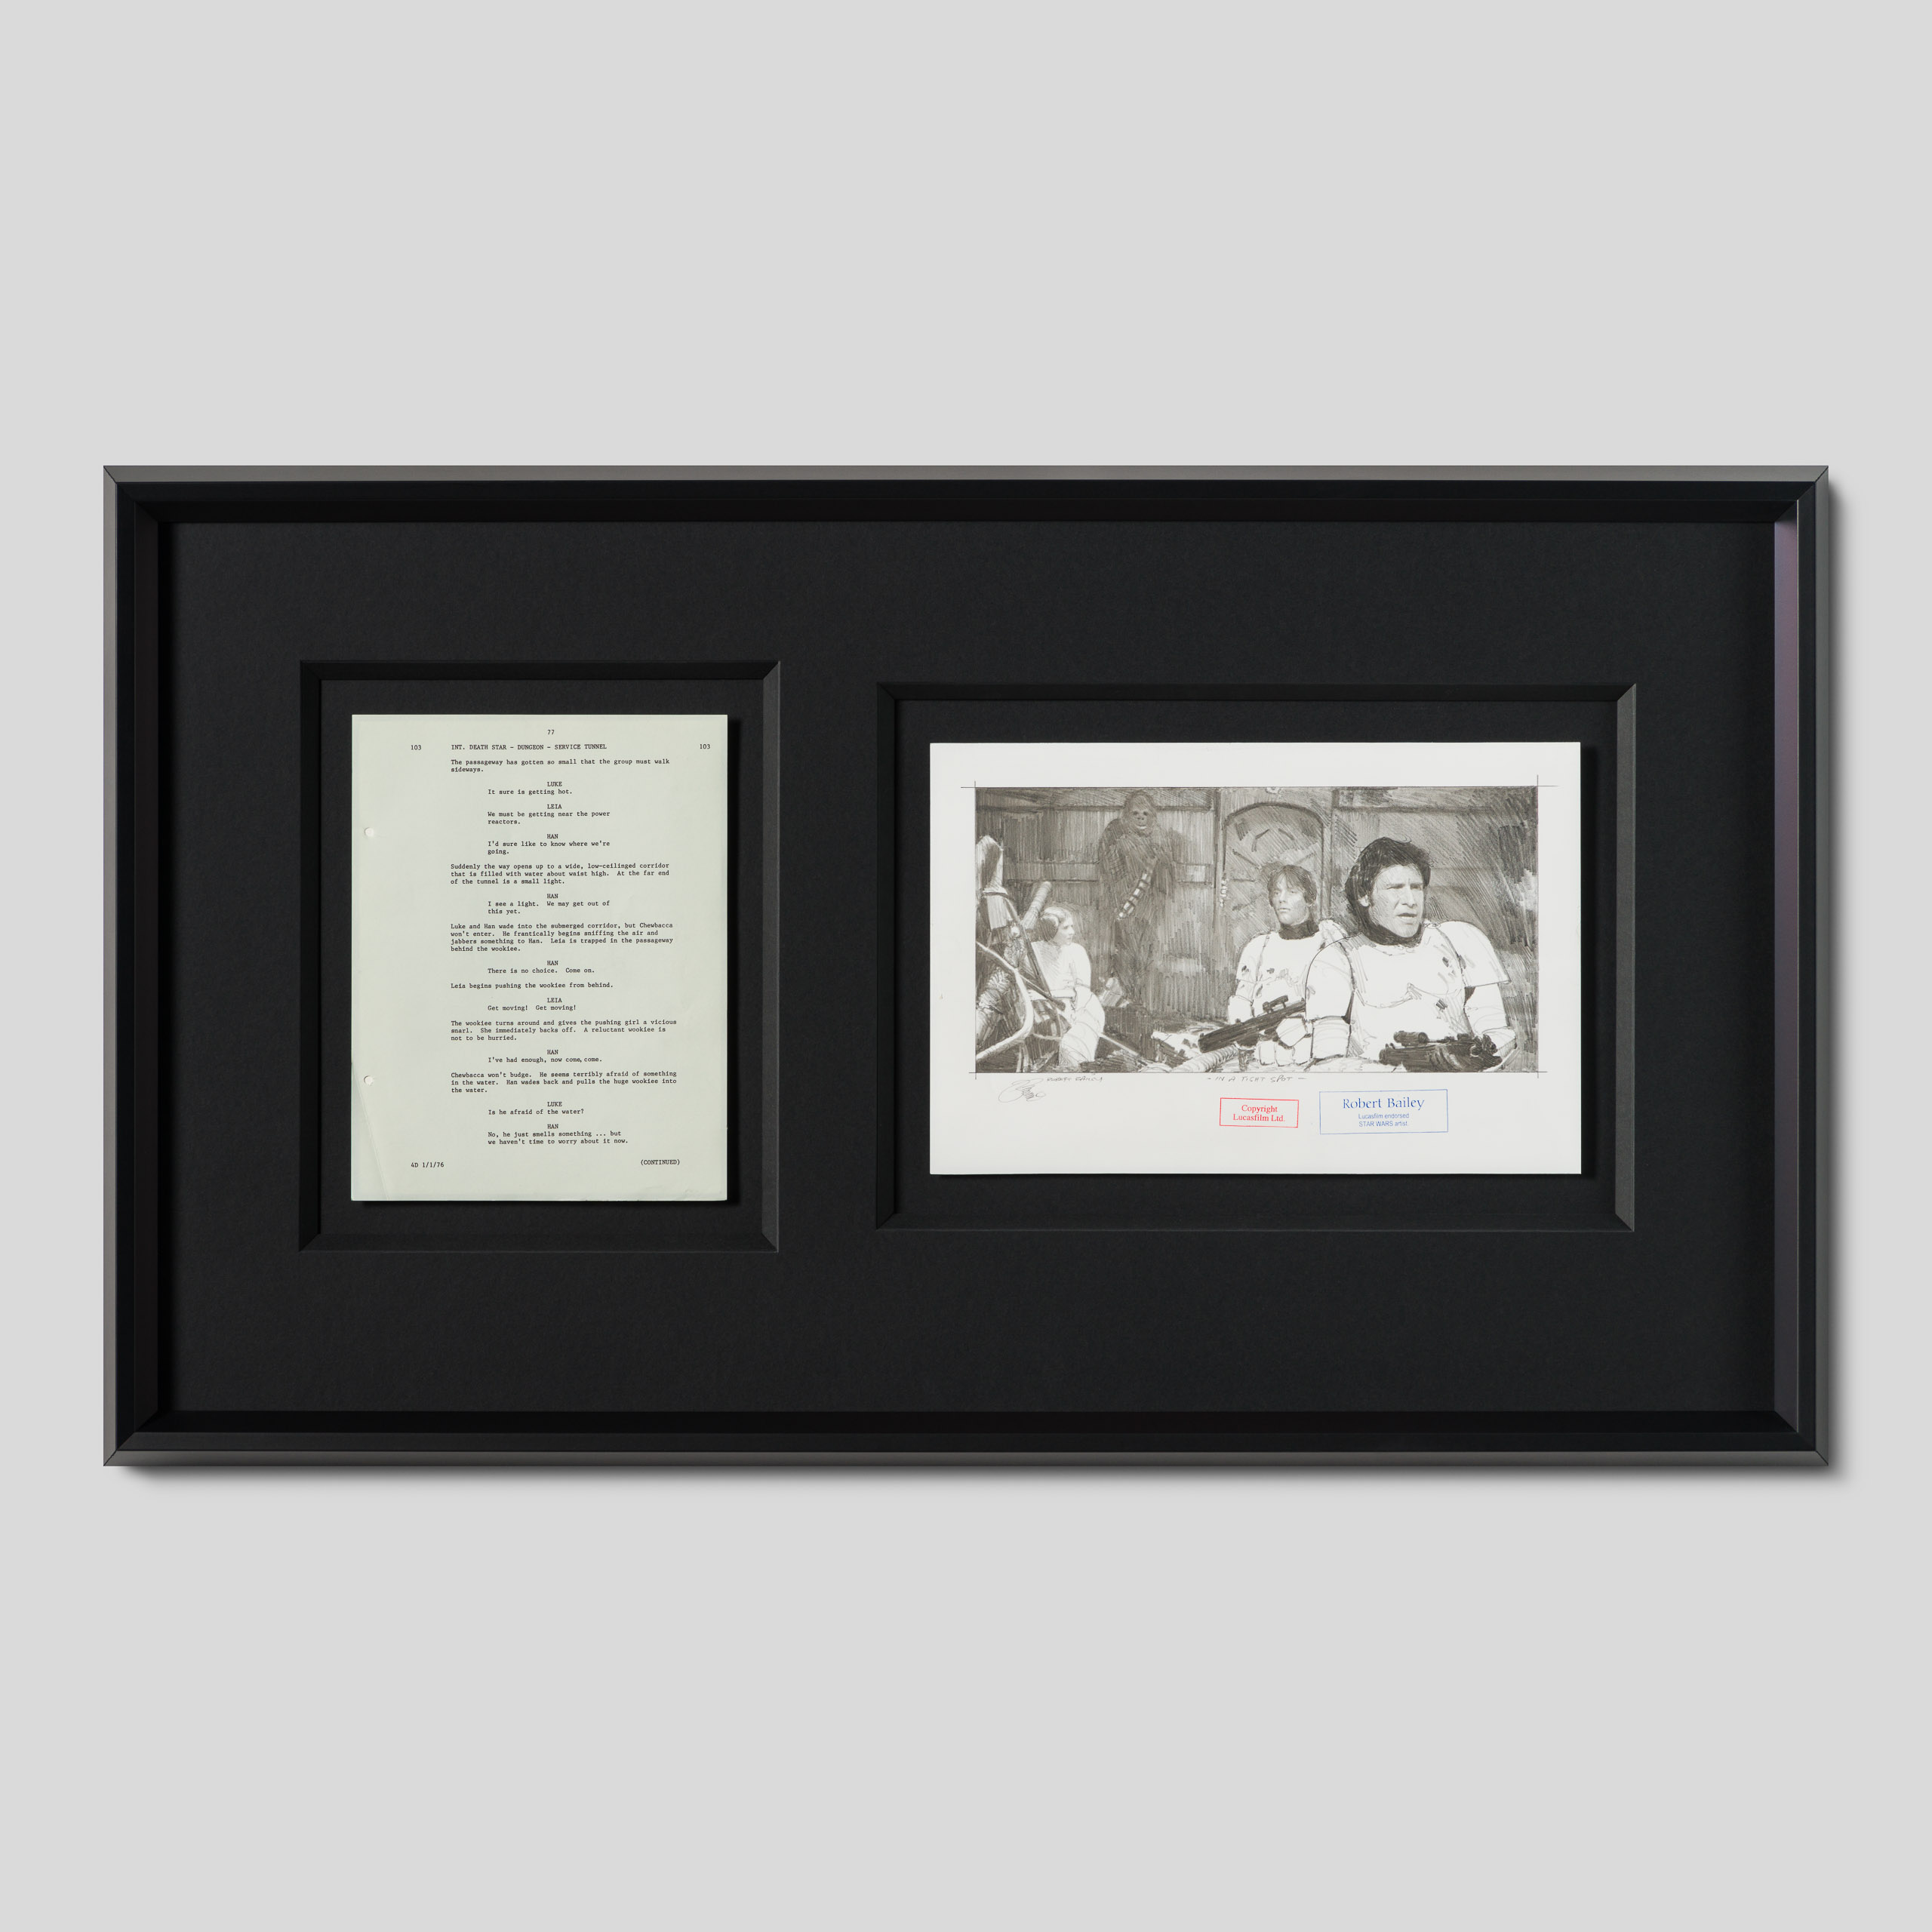 77
103 INT. DEATH STAR - DUNGEON - SERVICE TUNNEL 103
The passageway has gotten so small that the group must walk
sideways.
LUKE
It sure is getting hot.
LEIA
We must be getting near the power
reactors.
HAN
I'd sure like to know where we're
going.
Suddenly the way opens up to a wide, low-ceilinged corridor
that is filled with water about waist high. At the far end
of the tunnel is a small light.
HAN
I see a light. We may get out of
this yet.
Luke and Han wade into the submerged corridor, but Chewbacca
won't enter. He frantically begins sniffing the air and
jabbers something to Han. Leia is trapped in the passageway
behind the wookiee.
HAN
There is no choice. Come on.
Leia begins pushing the wookiee from behind.
LEIA
Get moving! Get moving!
The wookiee turns around and gives the pushing girl a vicious
snarl. She immediately backs off. A reluctant wookiee is
not to be hurried.
HAN
I've had enough, now come, come.
Chewbacca won't budge. He seems terribly afraid of something
in the water. Han wades back and pulls the huge wookiee into
the water.
LUKE
Is he afraid of the water?
HAN
No, he just smells something ... but
we haven't time to worry about it now.
4D 1/1/76 (CONTINUED)
ROBERT BAILEY - IN A TIGHT SPOT -
Copyright
Lucasfilm Ltd.
Robert Bailey
Lucasfilm endorsed
STAR WARS artist